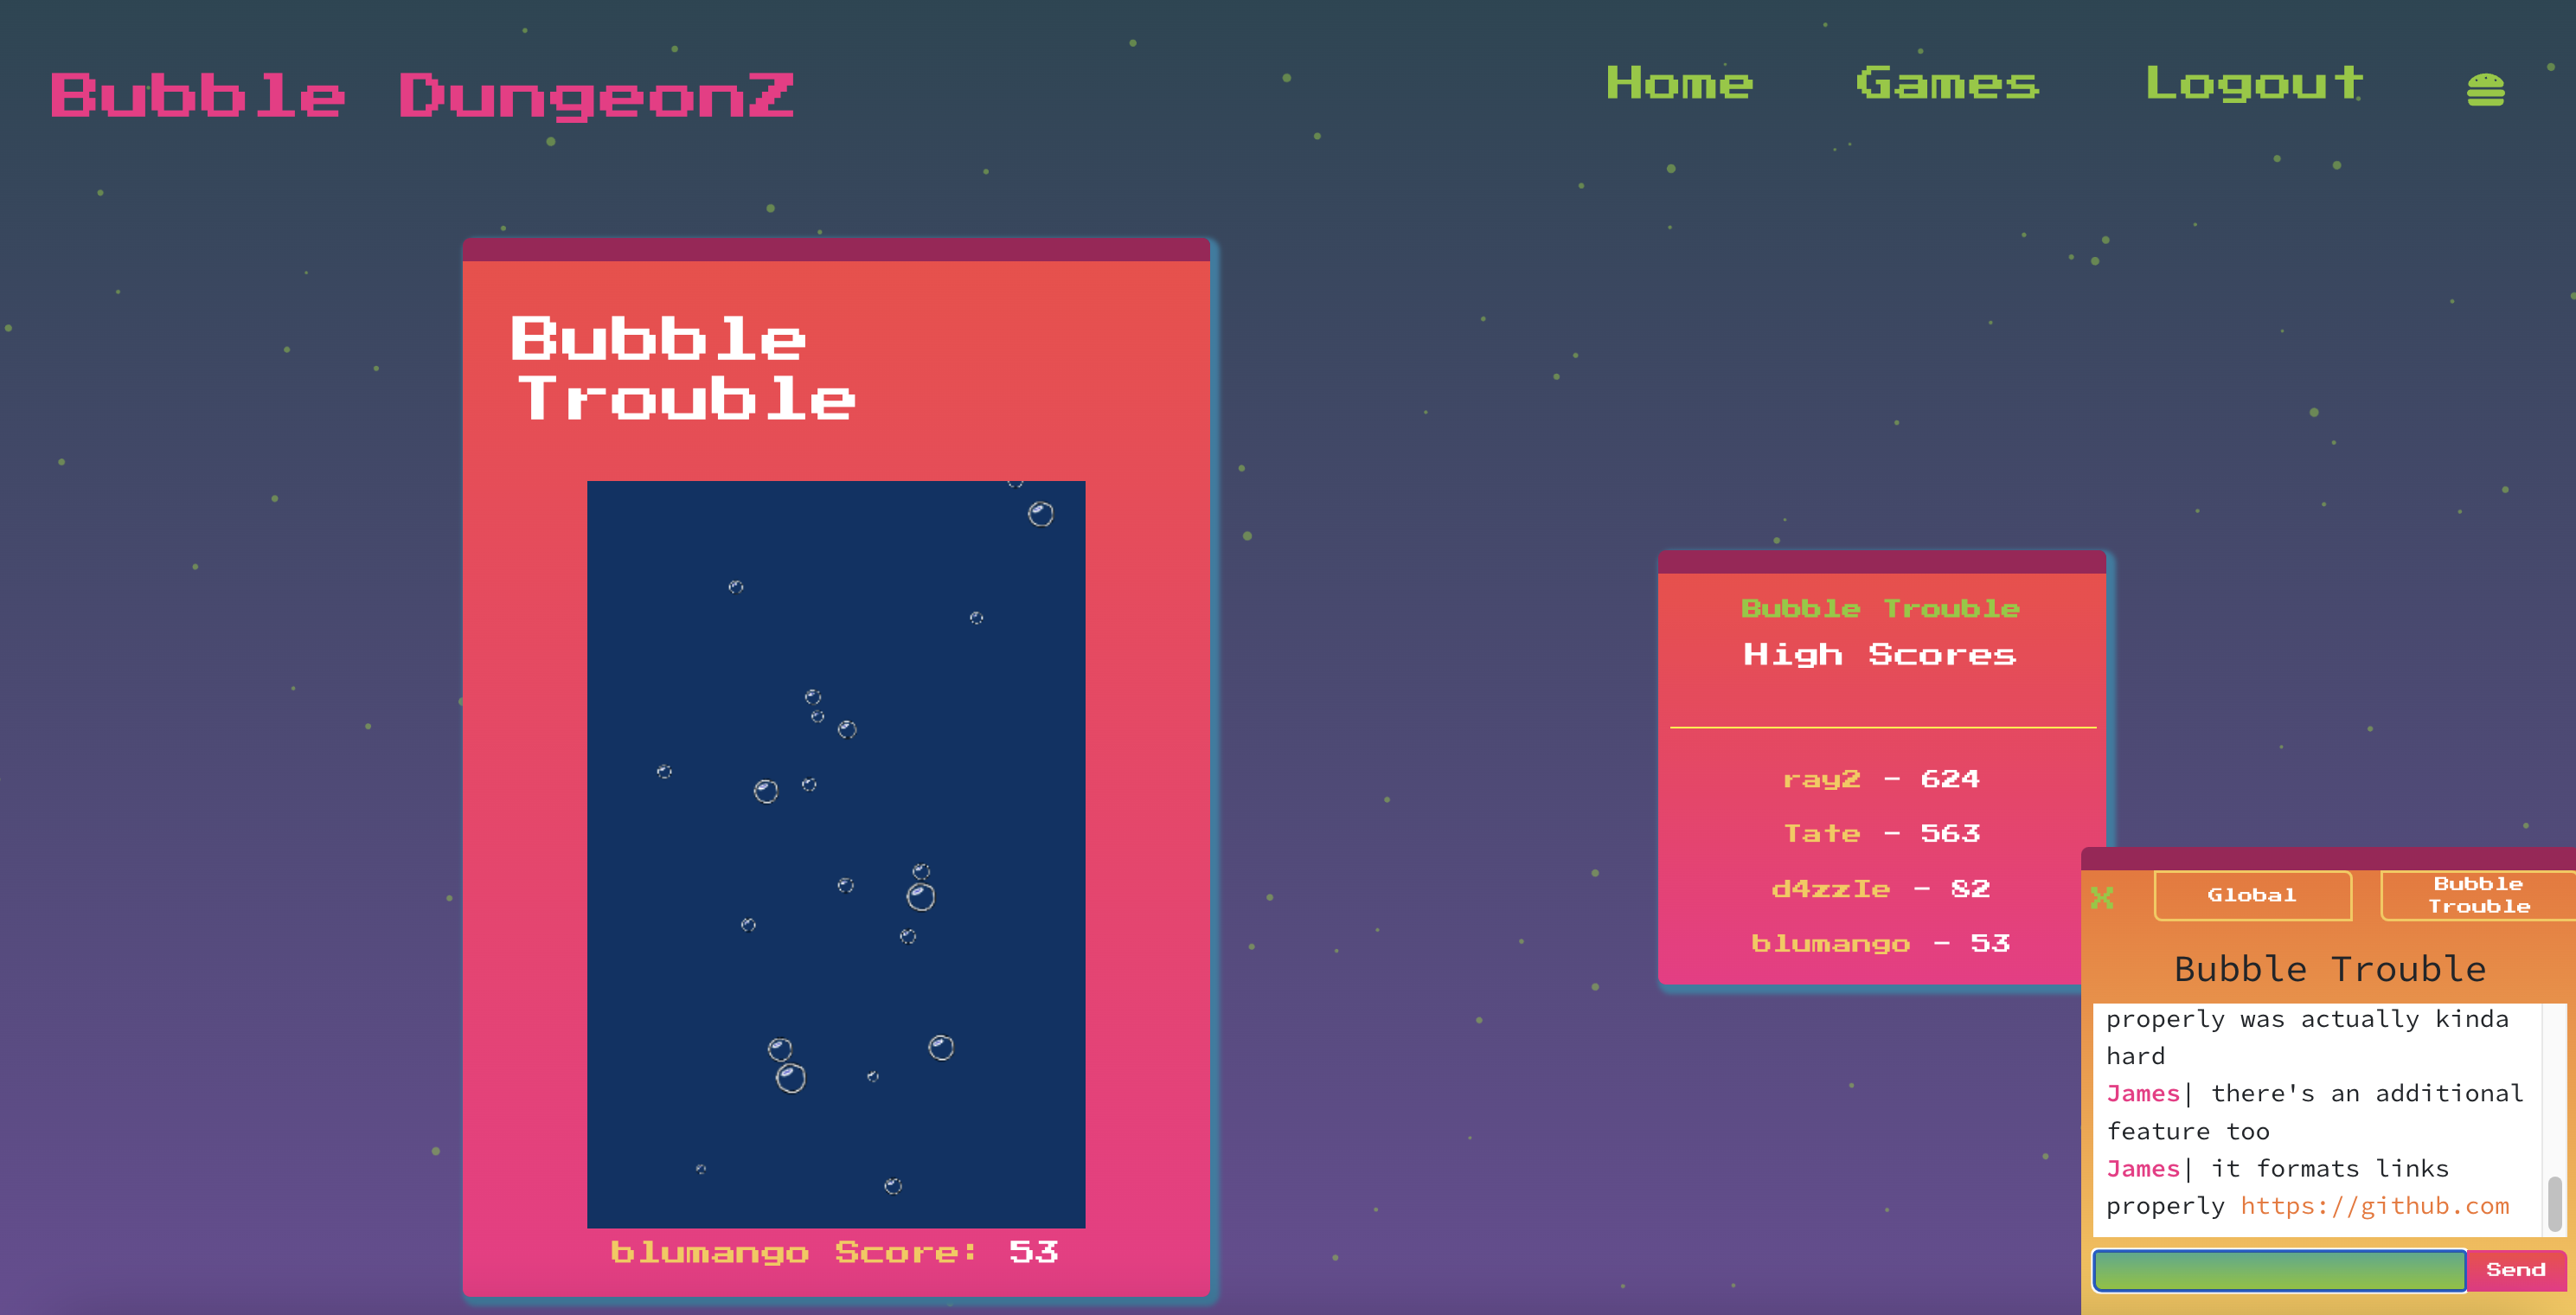 Bubble DungeonZ
Home Games Logout
Bubble
Trouble
blumango Score: 53
Bubble Trouble
High Scores
ray2 - 624
Tate - 563
d4zzIe - 82
blumango - 53
X
Global
Bubble
Trouble
Bubble Trouble
properly was actually kinda
hard
James| there's an additional
feature too
James| it formats links
properly https://github.com
Send